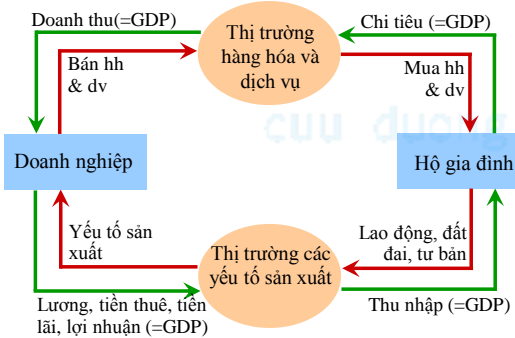 Doanh thu(=GDP)
Thị trường
hàng hóa và
dịch vụ
Chi tiêu (=GDP)
Bán hh
& dv
Mua hh
& dv
cuu duong
Doanh nghiệp
Hộ gia đình
Yếu tố sản
xuất
Thị trường các
yếu tố sản xuất
Lao động, đất
đai, tư bản
Lương, tiền thuê, tiền
lãi, lợi nhuận (=GDP)
Thu nhập (=GDP)